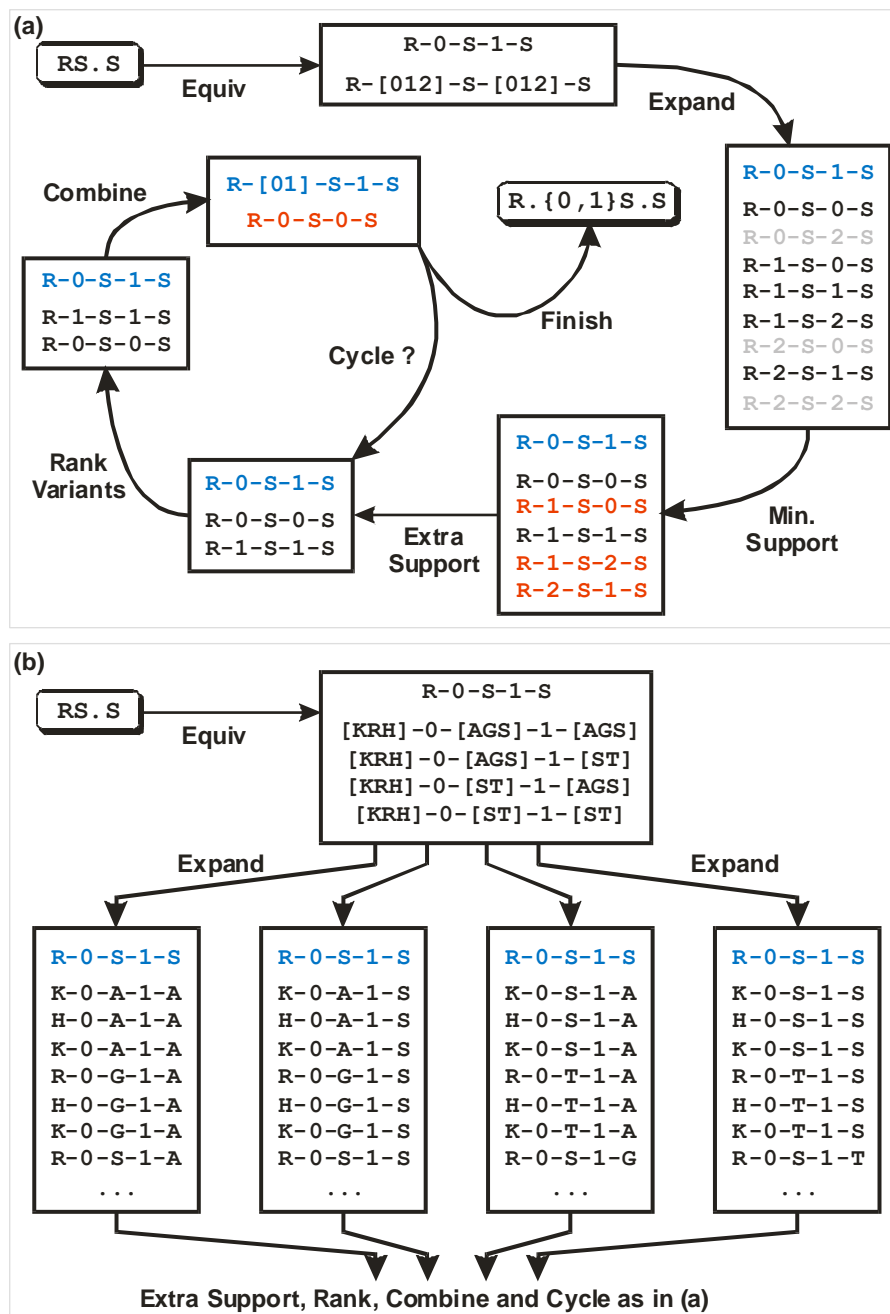 (a)
RS.S
Equiv
R-0-S-1-S
R-[012]-S-[012]-S
Expand
R-0-S-1-S
R-0-S-0-S
R-0-S-2-S
R-1-S-0-S
R-1-S-1-S
R-1-S-2-S
R-2-S-0-S
R-2-S-1-S
R-2-S-2-S
Min.
Support
R-0-S-1-S
R-0-S-0-S
R-1-S-0-S
R-1-S-1-S
R-1-S-2-S
R-2-S-1-S
Extra
Support
R-0-S-1-S
R-0-S-0-S
R-1-S-1-S
Rank
Variants
R-0-S-1-S
R-1-S-1-S
R-0-S-0-S
Combine
R-[01]-S-1-S
R-0-S-0-S
Cycle ?
Finish
R.{0,1}S.S
(b)
RS.S
Equiv
R-0-S-1-S
[KRH]-0-[AGS]-1-[AGS]
[KRH]-0-[AGS]-1-[ST]
[KRH]-0-[ST]-1-[AGS]
[KRH]-0-[ST]-1-[ST]
Expand
Expand
R-0-S-1-S
K-0-A-1-A
H-0-A-1-A
K-0-A-1-A
R-0-G-1-A
H-0-G-1-A
K-0-G-1-A
R-0-S-1-A
...
R-0-S-1-S
K-0-A-1-S
H-0-A-1-S
K-0-A-1-S
R-0-G-1-S
H-0-G-1-S
K-0-G-1-S
R-0-S-1-S
...
R-0-S-1-S
K-0-S-1-A
H-0-S-1-A
K-0-S-1-A
R-0-T-1-A
H-0-T-1-A
K-0-T-1-A
R-0-S-1-G
...
R-0-S-1-S
K-0-S-1-S
H-0-S-1-S
K-0-S-1-S
R-0-T-1-S
H-0-T-1-S
K-0-T-1-S
R-0-S-1-T
...
Extra Support, Rank, Combine and Cycle as in (a)